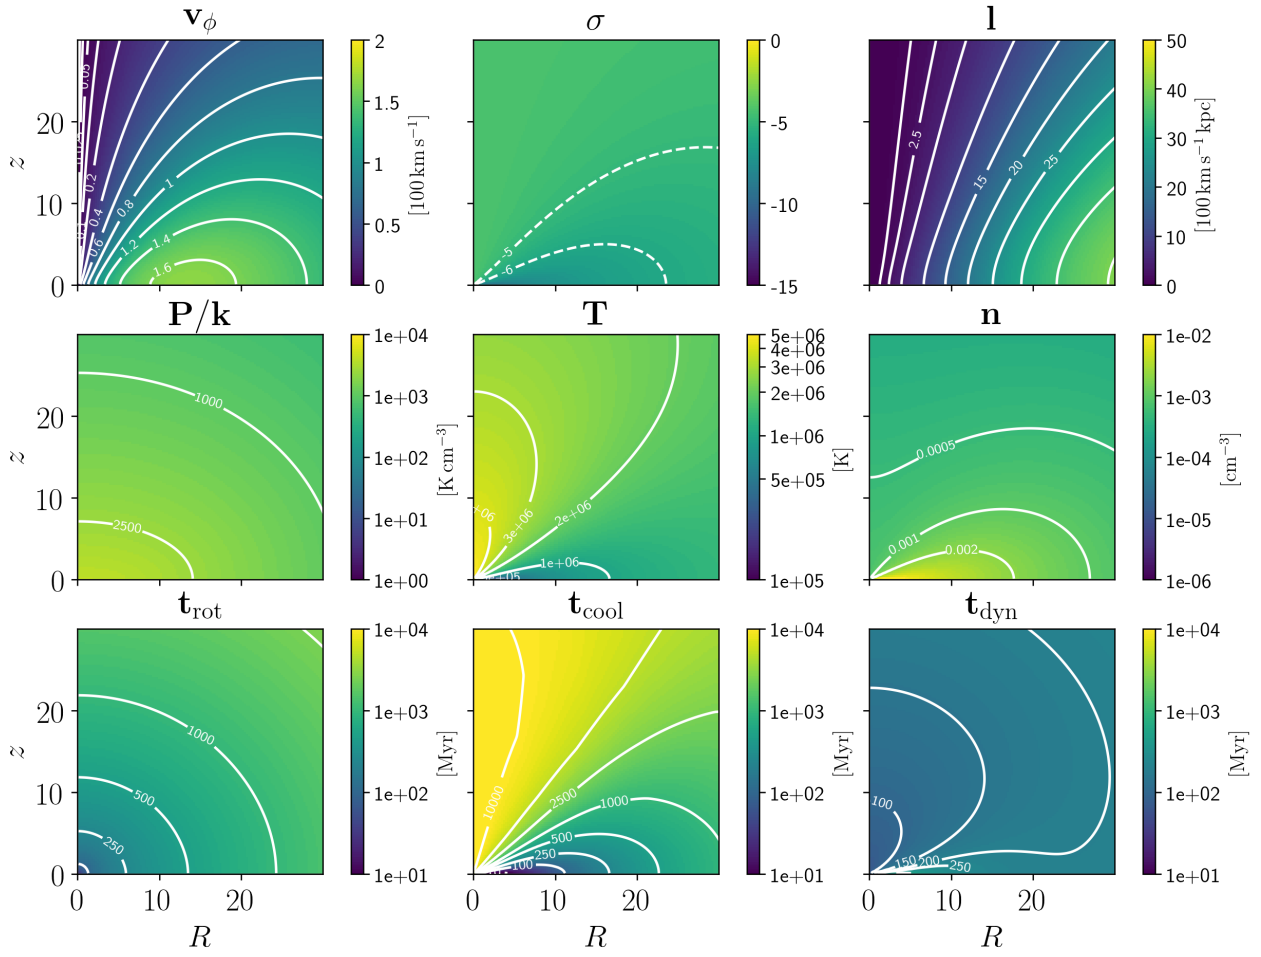 v_ϕ
σ
l
z
20
10
0
0.05
0.2
0.4
0.6
0.8
1
1.2
1.4
1.6
2
1.5
1
0.5
0
[100 km s⁻¹]
-5
-6
0
-5
-10
-15
2.5
15
20
25
50
40
30
20
10
0
[100 km s⁻¹ kpc]
P/k
T
n
z
20
10
0
1000
2500
1e+04
1e+03
1e+02
1e+01
1e+00
[K cm⁻³]
3e+06
2e+06
1e+06
5e+06
4e+06
3e+06
2e+06
1e+06
5e+05
1e+05
[K]
0.0005
0.001
0.002
1e-02
1e-03
1e-04
1e-05
1e-06
[cm⁻³]
t_rot
t_cool
t_dyn
z
20
10
0
1000
500
250
1e+04
1e+03
1e+02
1e+01
[Myr]
10000
2500
1000
500
250
100
1e+04
1e+03
1e+02
1e+01
[Myr]
100
150
200
250
1e+04
1e+03
1e+02
1e+01
[Myr]
0 10 20
0 10 20
0 10 20
R
R
R